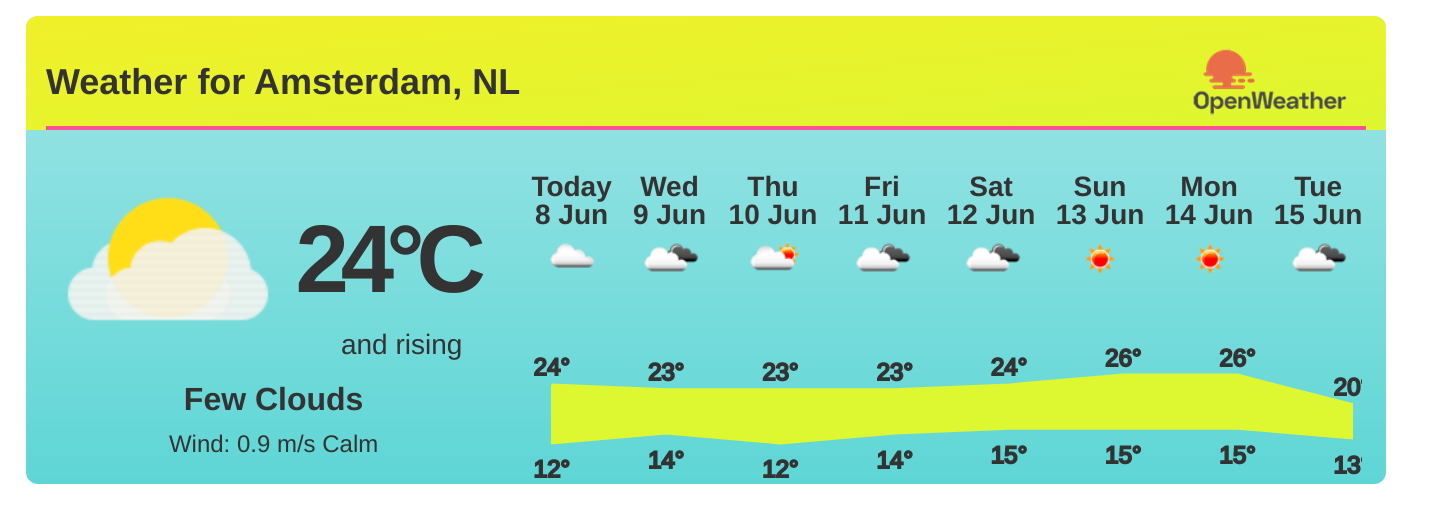 Weather for Amsterdam, NL
OpenWeather
24°C
and rising
Few Clouds
Wind: 0.9 m/s Calm
Today Wed Thu Fri Sat Sun Mon Tue
8 Jun 9 Jun 10 Jun 11 Jun 12 Jun 13 Jun 14 Jun 15 Jun
24° 23° 23° 23° 24° 26° 26° 20°
12° 14° 12° 14° 15° 15° 15° 13°